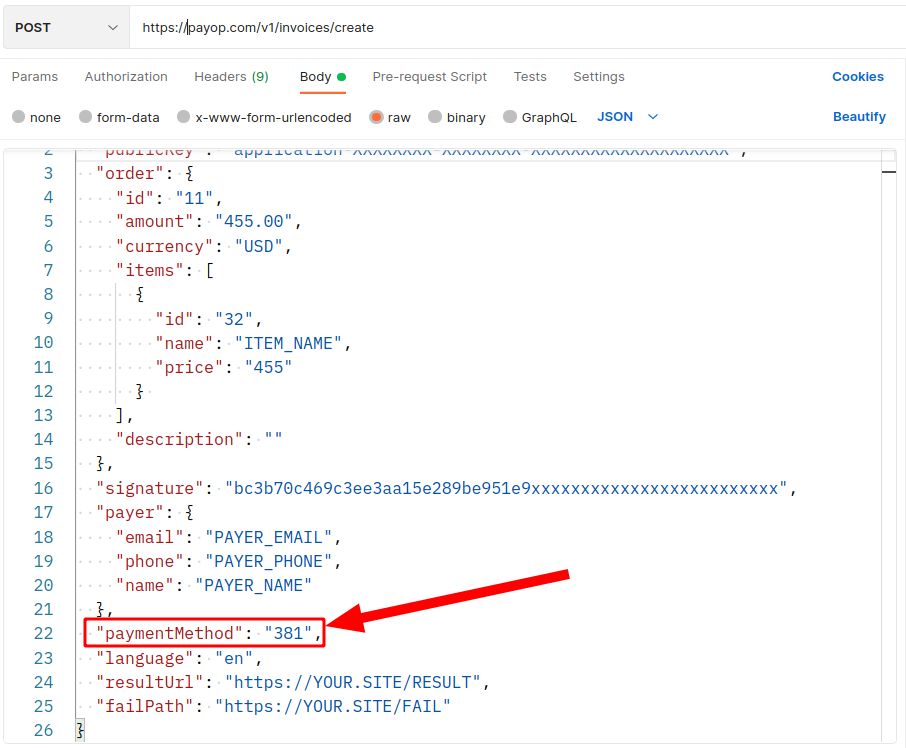 POST https://payop.com/v1/invoices/create
Params Authorization Headers (9) Body Pre-request Script Tests Settings Cookies
none form-data x-www-form-urlencoded raw binary GraphQL JSON Beautify
2 "publicKey": "application-XXXXXXXX-XXXXXXXX-XXXXXXXXXXXXXXXXXXXX",
3 "order": {
4 "id": "11",
5 "amount": "455.00",
6 "currency": "USD",
7 "items": [
8 {
9 "id": "32",
10 "name": "ITEM_NAME",
11 "price": "455"
12 }
13 ],
14 "description": ""
15 },
16 "signature": "bc3b70c469c3ee3aa15e289be951e9xxxxxxxxxxxxxxxxxxxxxxxxx",
17 "payer": {
18 "email": "PAYER_EMAIL",
19 "phone": "PAYER_PHONE",
20 "name": "PAYER_NAME"
21 },
22 "paymentMethod": "381",
23 "language": "en",
24 "resultUrl": "https://YOUR.SITE/RESULT",
25 "failPath": "https://YOUR.SITE/FAIL"
26 }